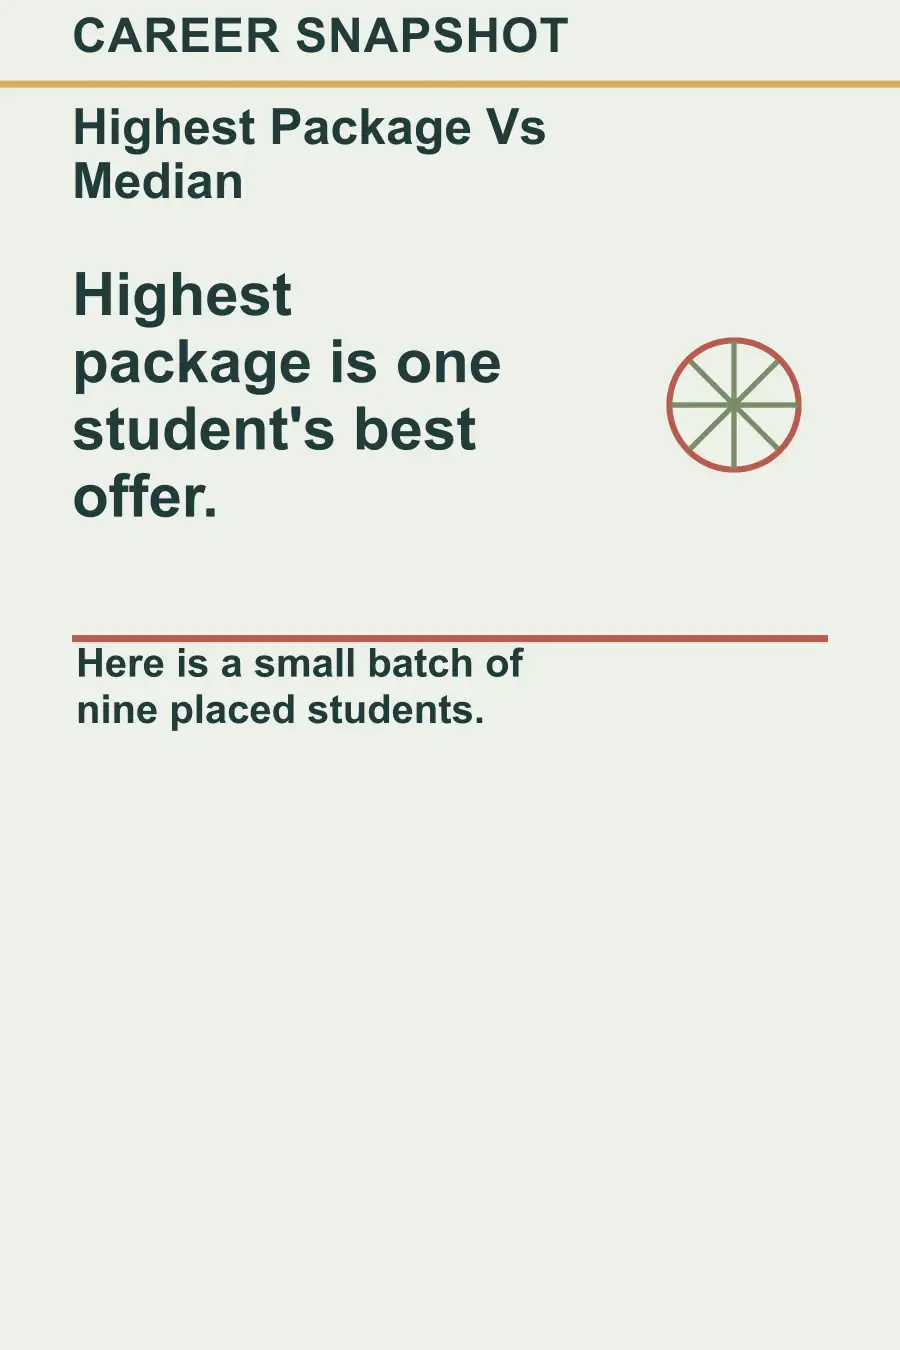 CAREER SNAPSHOT
Highest Package Vs
Median
Highest
package is one
student's best
offer.
Here is a small batch of
nine placed students.